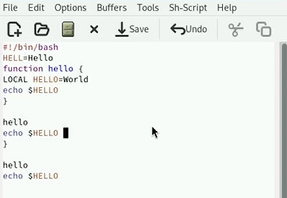 File Edit Options Buffers Tools Sh-Script Help
Save Undo
#!/bin/bash
HELL=Hello
function hello {
LOCAL HELLO=World
echo $HELLO
}
hello
echo $HELLO
}
hello
echo $HELLO